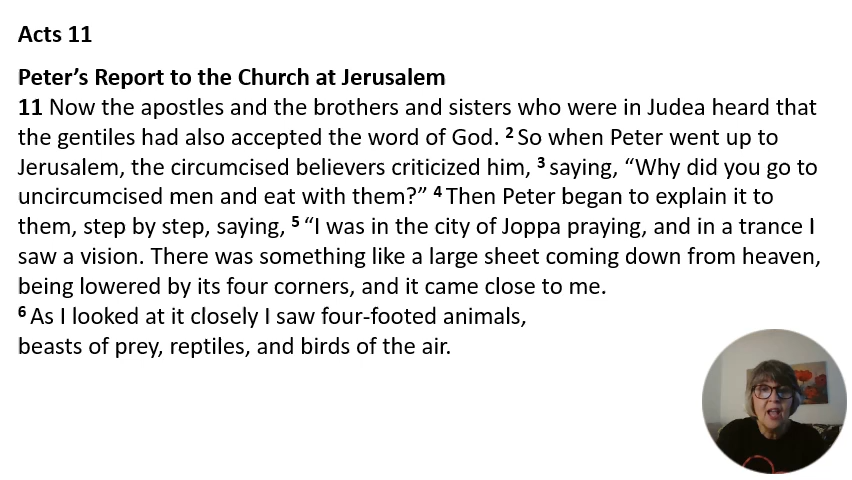 Acts 11
Peter’s Report to the Church at Jerusalem
11 Now the apostles and the brothers and sisters who were in Judea heard that
the gentiles had also accepted the word of God. ² So when Peter went up to
Jerusalem, the circumcised believers criticized him, ³ saying, “Why did you go to
uncircumcised men and eat with them?” ⁴ Then Peter began to explain it to
them, step by step, saying, ⁵ “I was in the city of Joppa praying, and in a trance I
saw a vision. There was something like a large sheet coming down from heaven,
being lowered by its four corners, and it came close to me.
⁶ As I looked at it closely I saw four-footed animals,
beasts of prey, reptiles, and birds of the air.